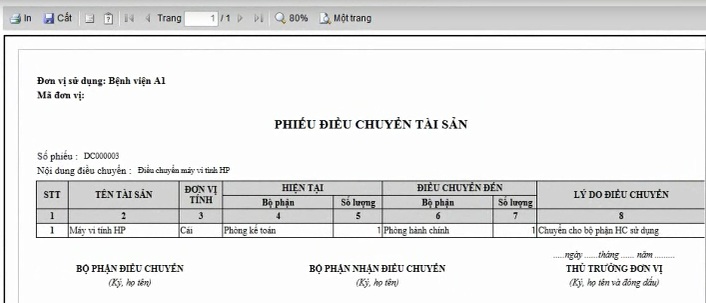 In Cất Trang 1 / 1 80% Một trang
Đơn vị sử dụng: Bệnh viện A1
Mã đơn vị:
PHIẾU ĐIỀU CHUYỂN TÀI SẢN
Số phiếu : DC000003
Nội dung điều chuyển : Điều chuyển máy vi tính HP
STT TÊN TÀI SẢN ĐƠN VỊ TÍNH HIỆN TẠI ĐIỀU CHUYỂN ĐẾN LÝ DO ĐIỀU CHUYỂN
Bộ phận Số lượng Bộ phận Số lượng
1 2 3 4 5 6 7 8
1 Máy vi tính HP Cái Phòng kế toán 1 Phòng hành chính 1 Chuyển cho bộ phận HC sử dụng
.....ngày ......tháng ...... năm .........
BỘ PHẬN ĐIỀU CHUYỂN BỘ PHẬN NHẬN ĐIỀU CHUYỂN THỦ TRƯỞNG ĐƠN VỊ
(Ký, họ tên) (Ký, họ tên) (Ký, họ tên và đóng dấu)